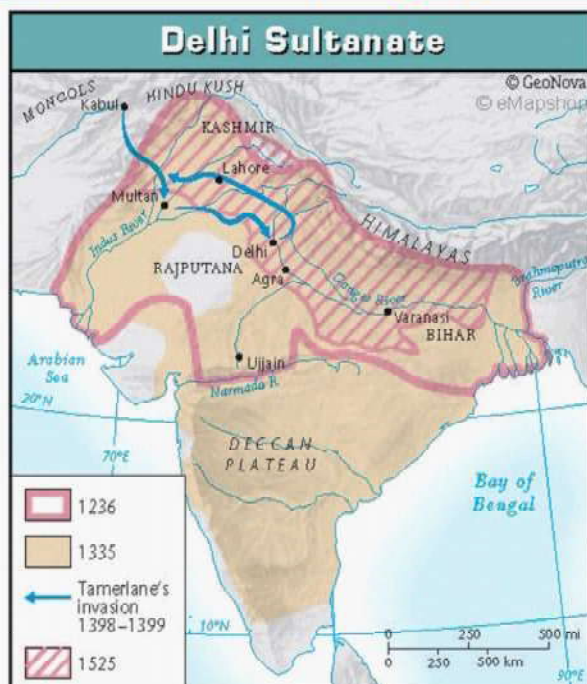 Delhi Sultanate
© GeoNova
© eMapshop
MONGOLS
HINDU KUSH
Kabul
KASHMIR
Lahore
Multan
Indus River
HIMALAYAS
Delhi
RAJPUTANA
Agra
Ganges River
Brahmaputra
River
Varanasi
BIHAR
Arabian
Sea
Ujjain
Narmada R.
20°N
70°E
DECCAN
PLATEAU
Bay of
Bengal
1236
1335
Tamerlane's
invasion
1398–1399
1525
10°N
0 250 500 mi
0 250 500 km
90°E